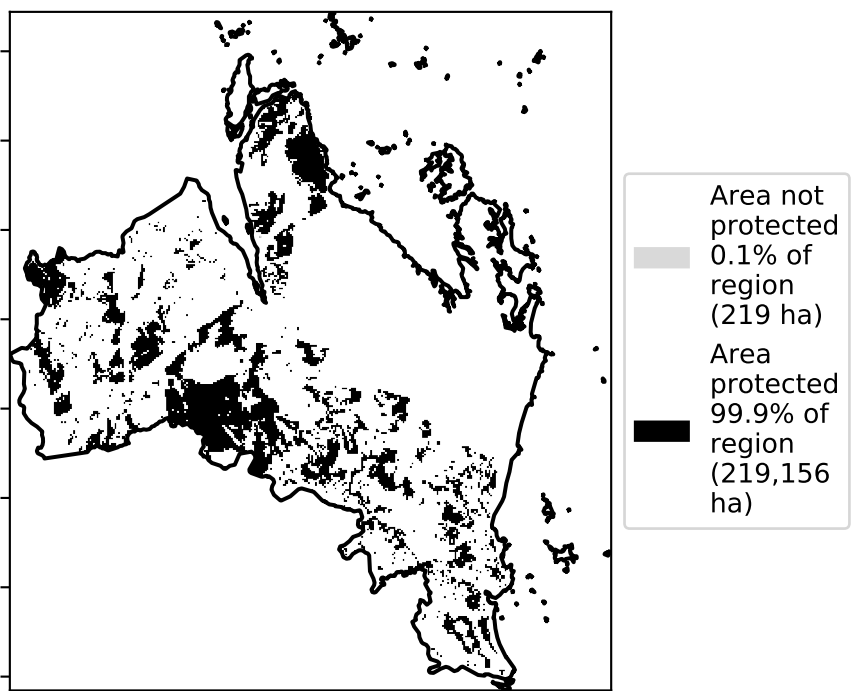 Area not
protected
0.1% of
region
(219 ha)
Area
protected
99.9% of
region
(219,156
ha)